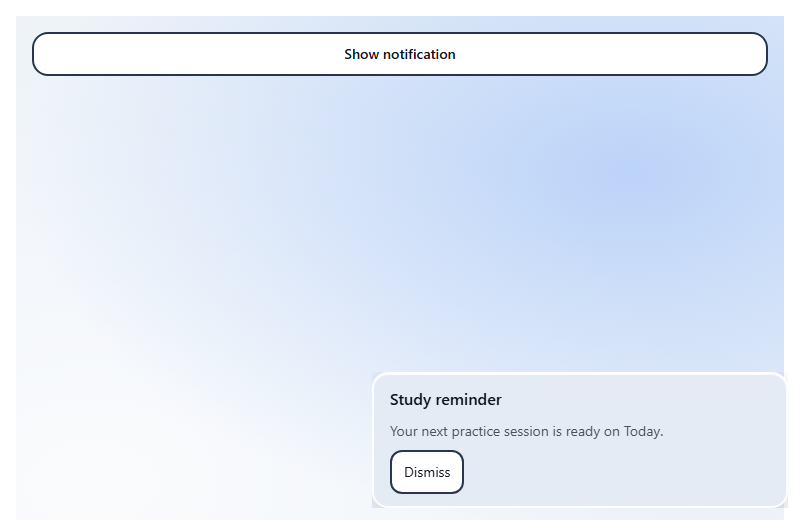 Show notification
Study reminder
Your next practice session is ready on Today.
Dismiss